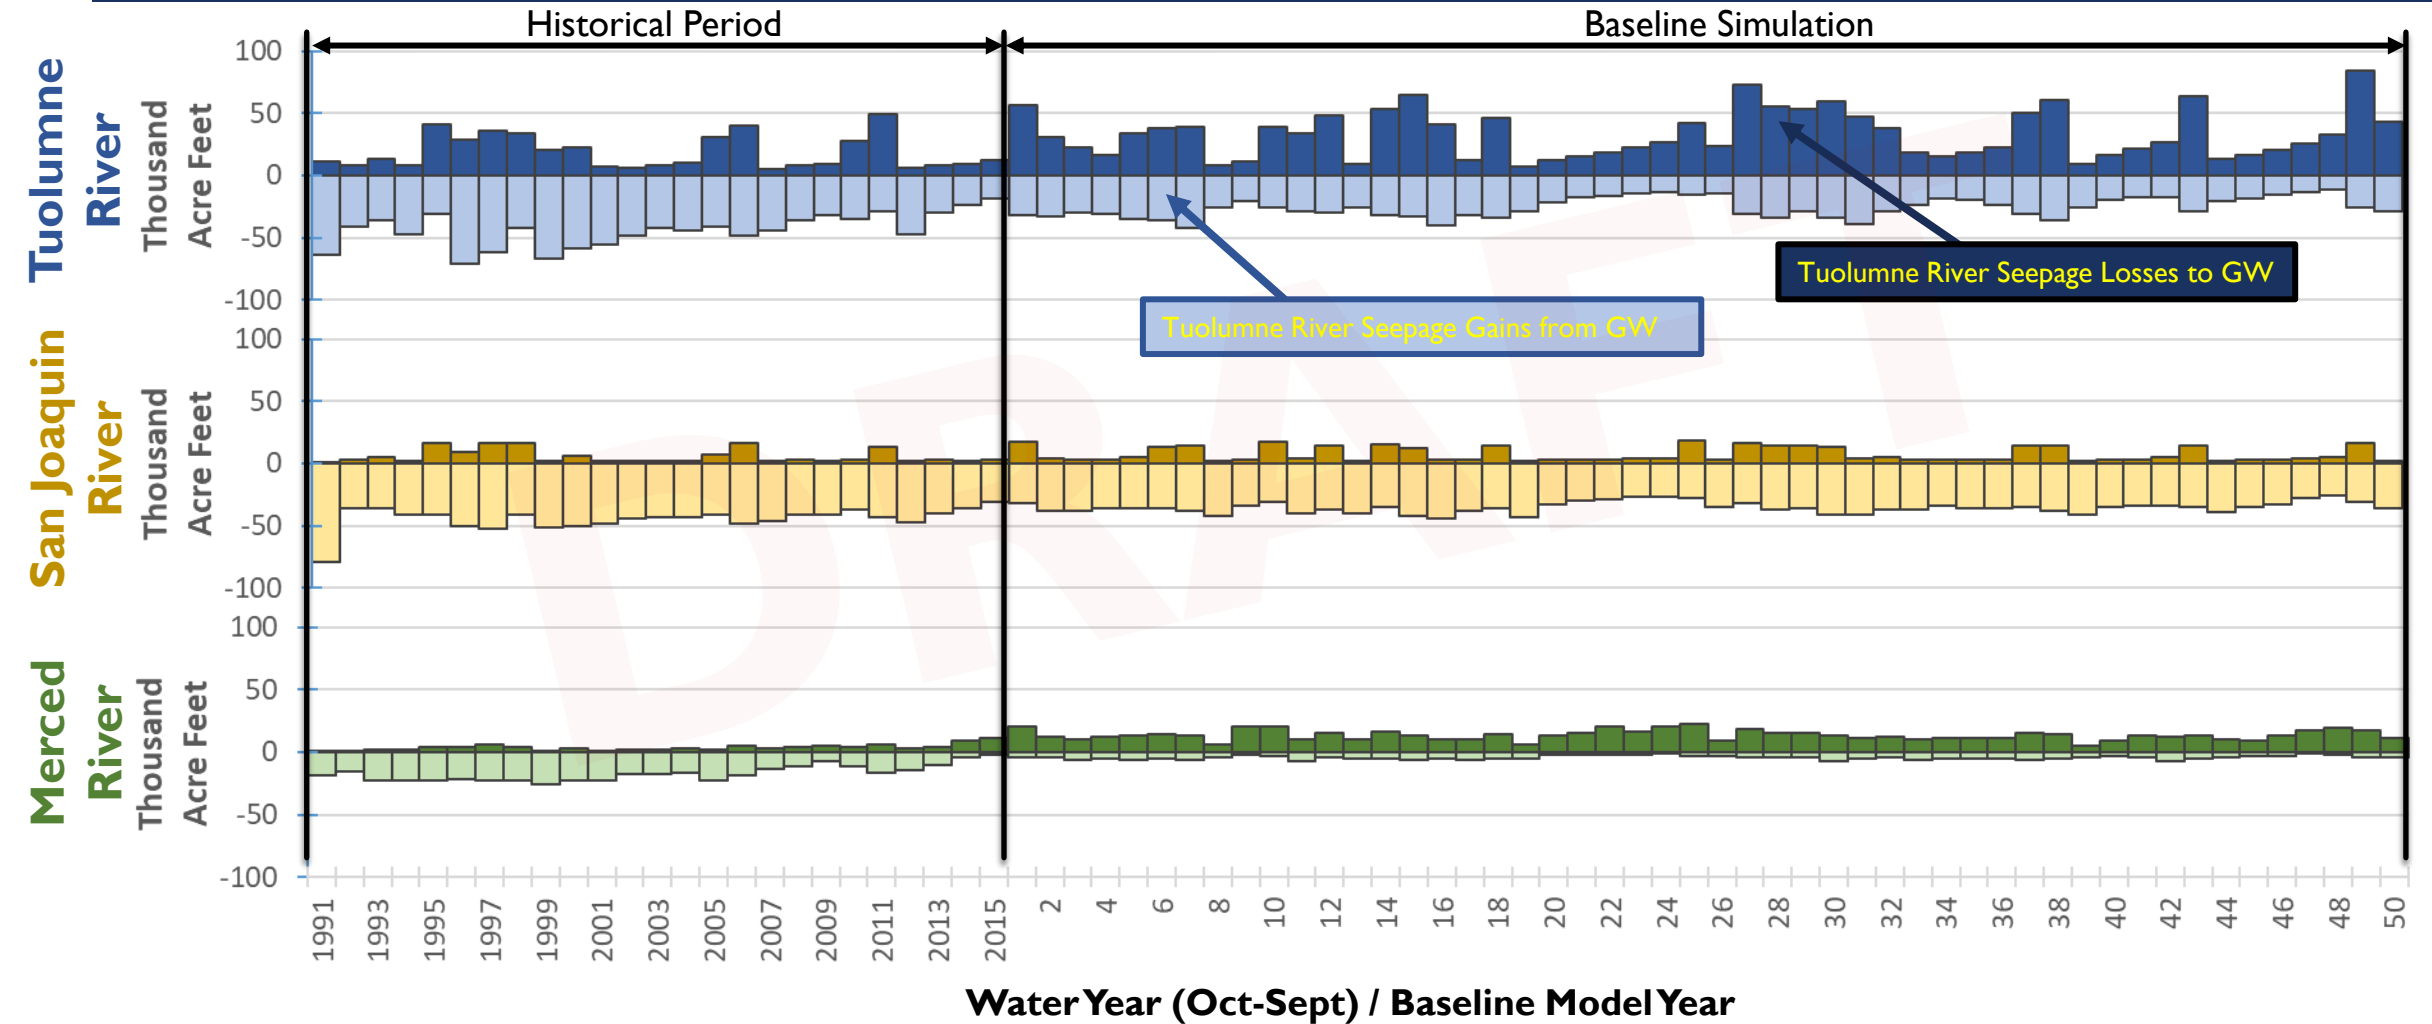 Historical Period
Baseline Simulation
Tuolumne
River
Thousand
Acre Feet
100
50
0
-50
-100
Tuolumne River Seepage Losses to GW
Tuolumne River Seepage Gains from GW
San Joaquin
River
Thousand
Acre Feet
100
50
0
-50
-100
Merced
River
Thousand
Acre Feet
100
50
0
-50
-100
DRAFT
1991 1993 1995 1997 1999 2001 2003 2005 2007 2009 2011 2013 2015 2 4 6 8 10 12 14 16 18 20 22 24 26 28 30 32 34 36 38 40 42 44 46 48 50
Water Year (Oct-Sept) / Baseline Model Year